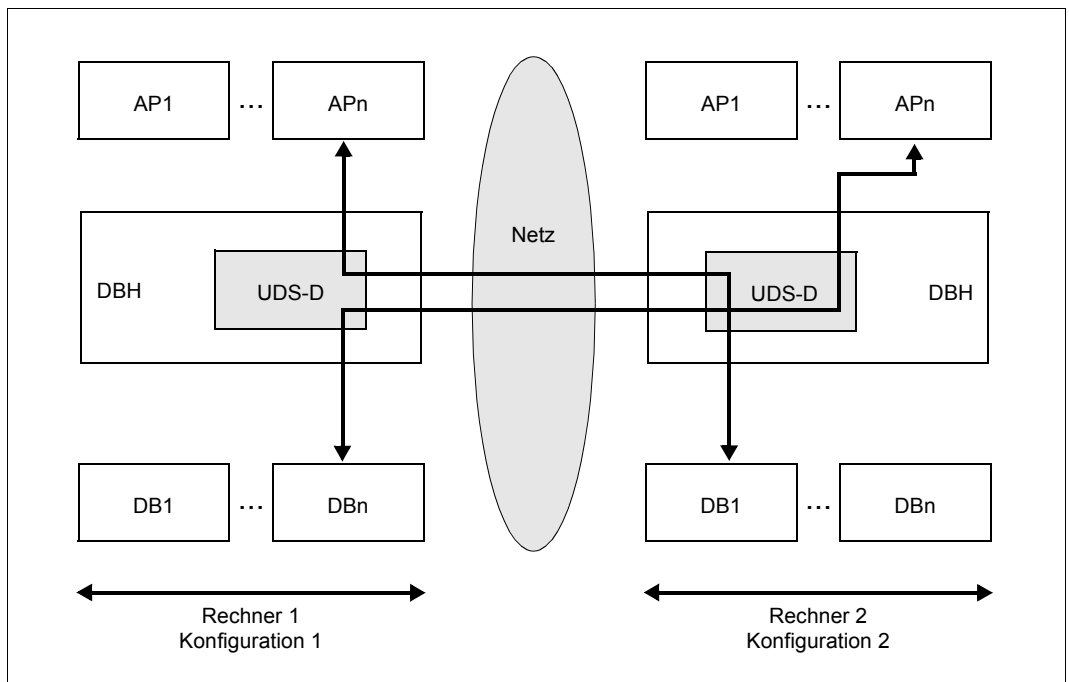 AP1 ... APn
AP1 ... APn
Netz
DBH
UDS-D
UDS-D
DBH
DB1 ... DBn
DB1 ... DBn
Rechner 1
Konfiguration 1
Rechner 2
Konfiguration 2